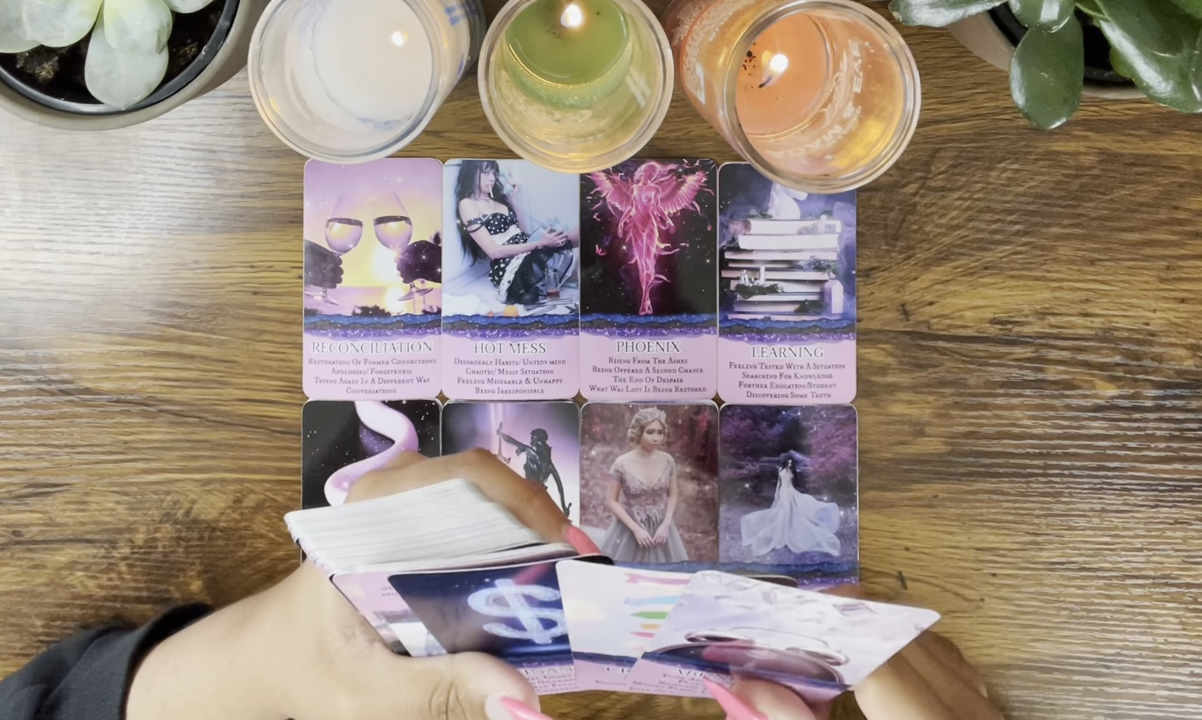 RECONCILIATION
RESTORATION OF FORMER CONNECTIONS
APOLOGIES/ FORGIVENESS
TRYING AGAIN IN A DIFFERENT WAY
CONVERSATIONS
HOT MESS
DISORDERLY HABITS/ UNTIDY MIND
CHAOTIC/ MESSY SITUATION
FEELING MISERABLE & UNHAPPY
BEING IRRESPONSIBLE
PHOENIX
RISING FROM THE ASHES
BEING OFFERED A SECOND CHANCE
THE END OF DESPAIR
WHAT WAS LOST IS BEING RESTORED
LEARNING
FEELING TESTED WITH A SITUATION
SEARCHING FOR KNOWLEDGE
FURTHER EDUCATION/STUDENT
DISCOVERING SOME TRUTH
$